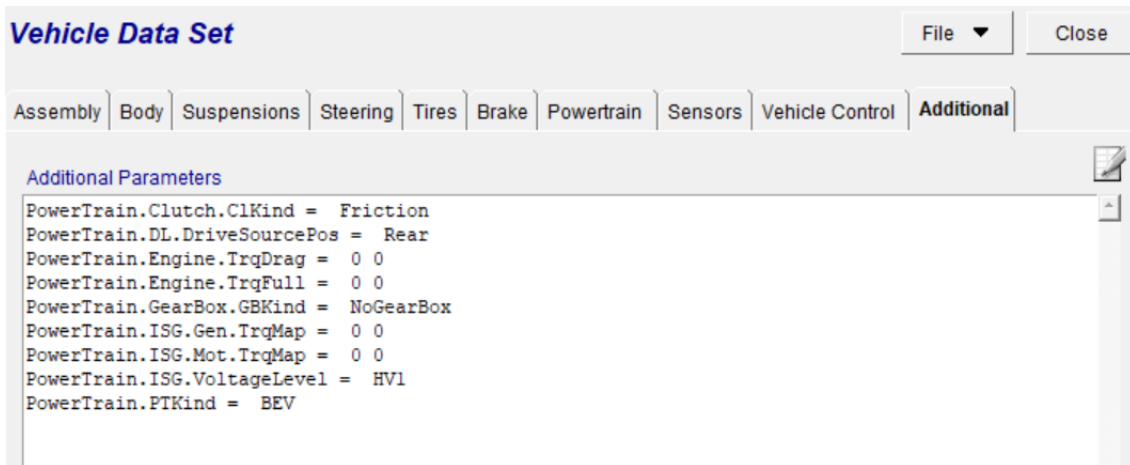 Vehicle Data Set
File
Close
Assembly
Body
Suspensions
Steering
Tires
Brake
Powertrain
Sensors
Vehicle Control
Additional
Additional Parameters
PowerTrain.Clutch.ClKind = Friction
PowerTrain.DL.DriveSourcePos = Rear
PowerTrain.Engine.TrqDrag = 0 0
PowerTrain.Engine.TrqFull = 0 0
PowerTrain.GearBox.GBKind = NoGearBox
PowerTrain.ISG.Gen.TrqMap = 0 0
PowerTrain.ISG.Mot.TrqMap = 0 0
PowerTrain.ISG.VoltageLevel = HV1
PowerTrain.PTKind = BEV